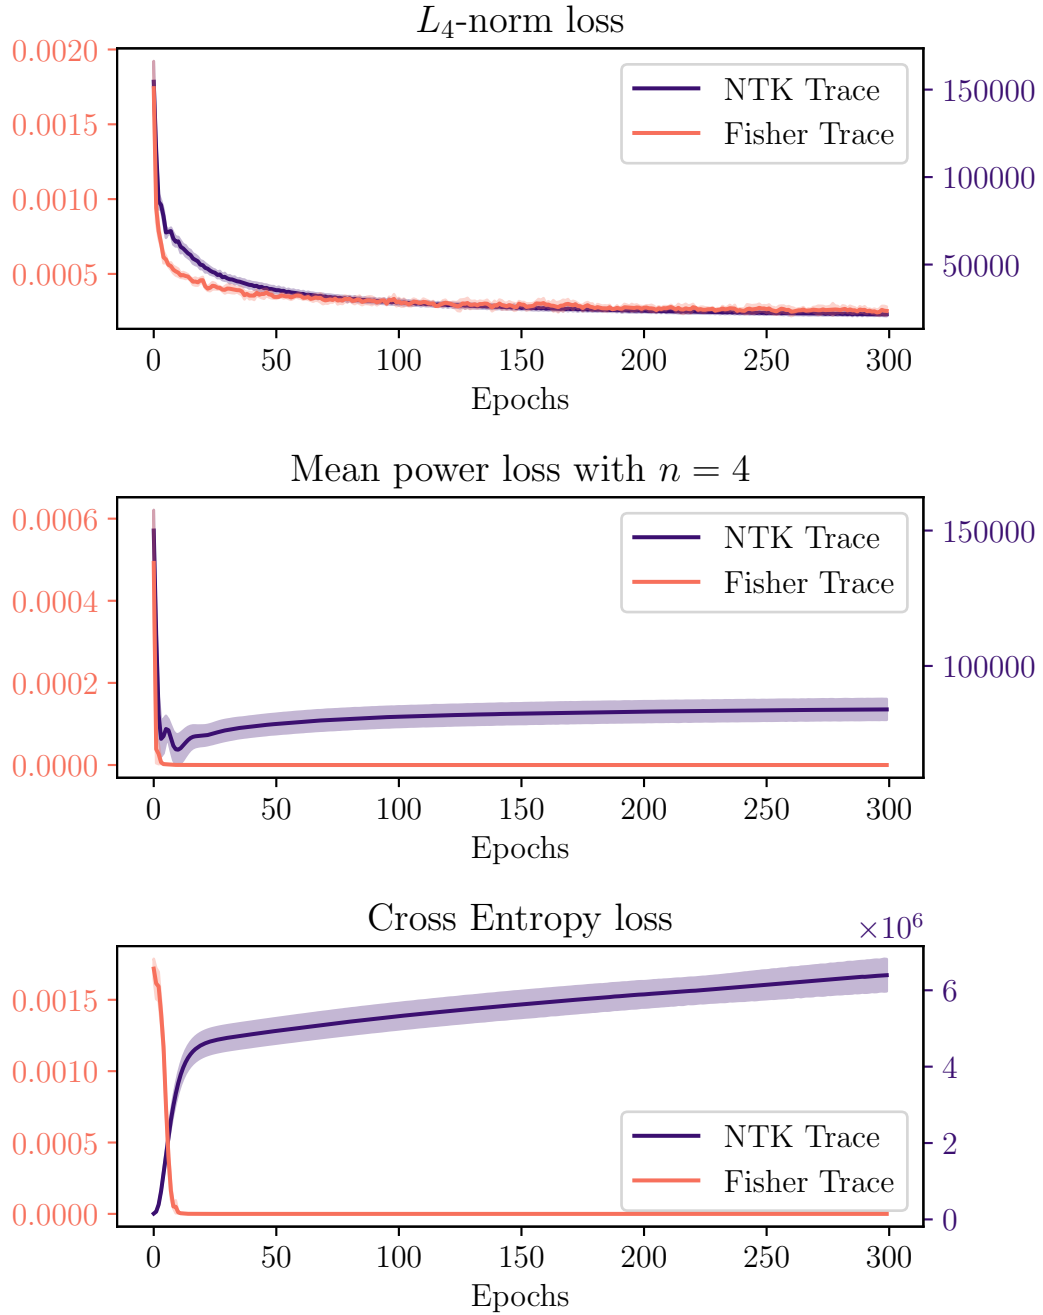 L₄-norm loss
0.0020
0.0015
0.0010
0.0005
150000
100000
50000
NTK Trace
Fisher Trace
0 50 100 150 200 250 300
Epochs
Mean power loss with n = 4
0.0006
0.0004
0.0002
0.0000
150000
100000
NTK Trace
Fisher Trace
0 50 100 150 200 250 300
Epochs
Cross Entropy loss
×10⁶
0.0015
0.0010
0.0005
0.0000
6
4
2
0
NTK Trace
Fisher Trace
0 50 100 150 200 250 300
Epochs